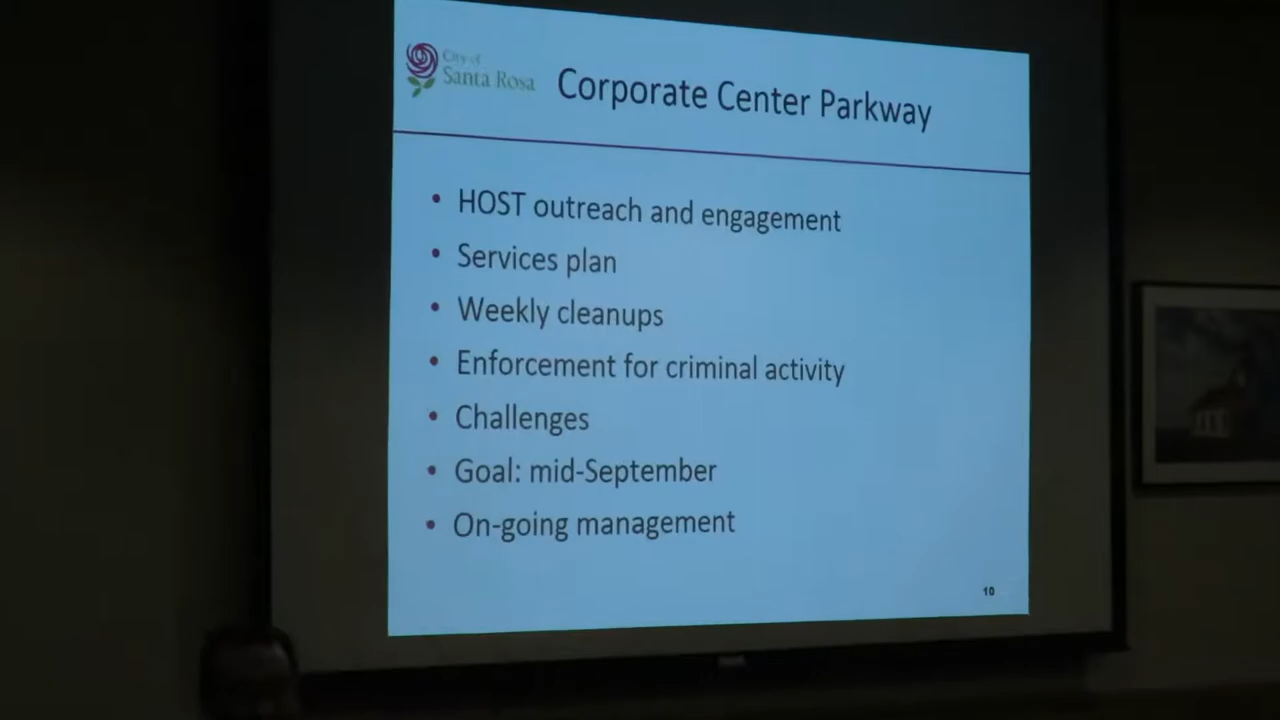 City of
Santa Rosa
Corporate Center Parkway
• HOST outreach and engagement
• Services plan
• Weekly cleanups
• Enforcement for criminal activity
• Challenges
• Goal: mid-September
• On-going management
10